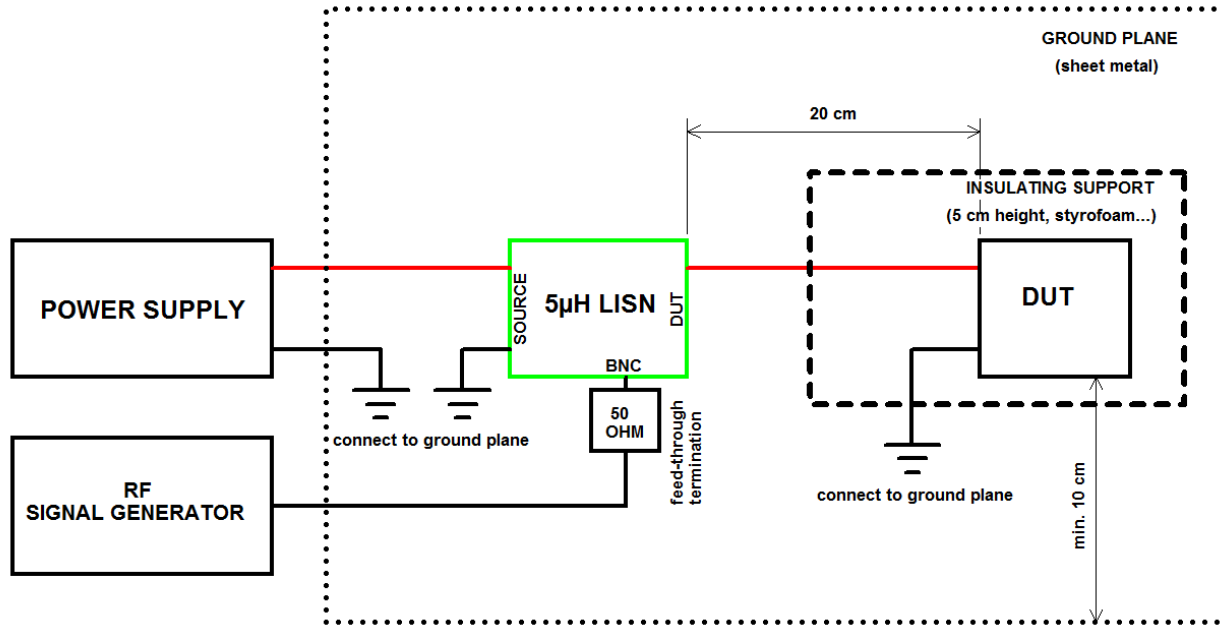 GROUND PLANE
(sheet metal)
20 cm
INSULATING SUPPORT
(5 cm height, styrofoam...)
POWER SUPPLY
SOURCE
5µH LISN
DUT
BNC
DUT
50
OHM
feed-through
termination
connect to ground plane
connect to ground plane
min. 10 cm
RF
SIGNAL GENERATOR